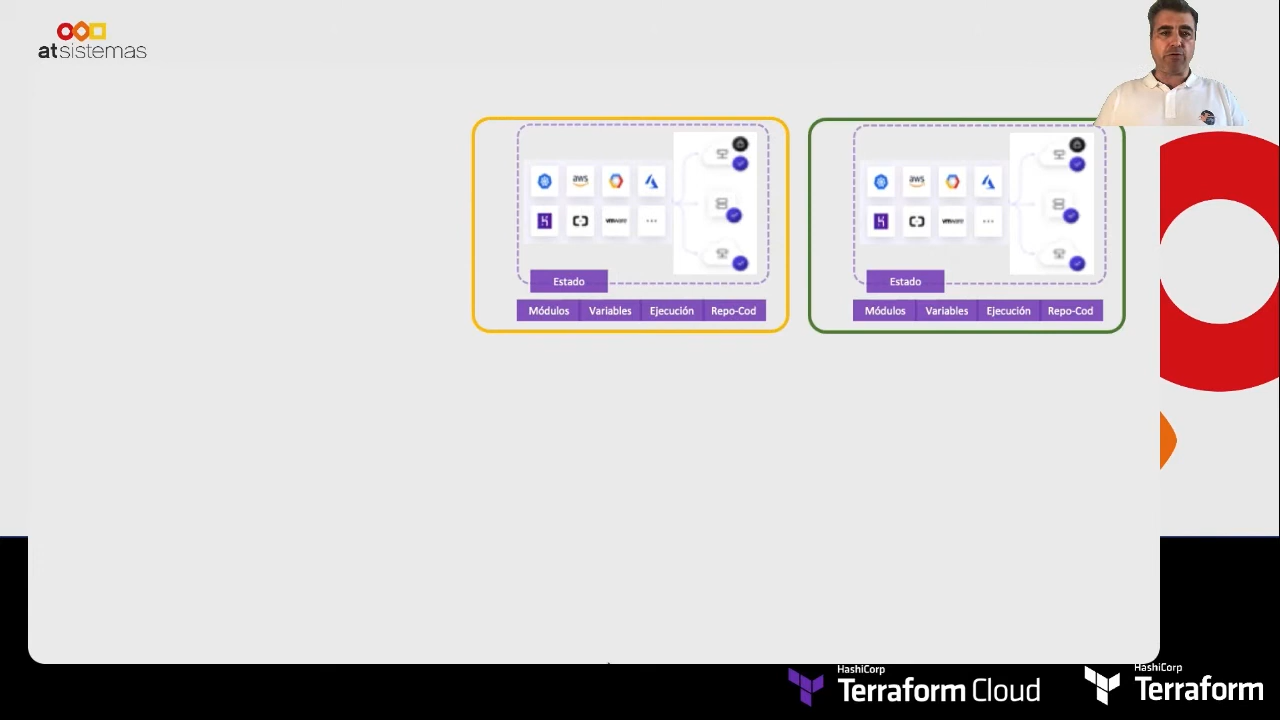 atsistemas
aws
vmware
Estado
Módulos Variables Ejecución Repo-Cod
aws
vmware
Estado
Módulos Variables Ejecución Repo-Cod
HashiCorp
Terraform Cloud
HashiCorp
Terraform